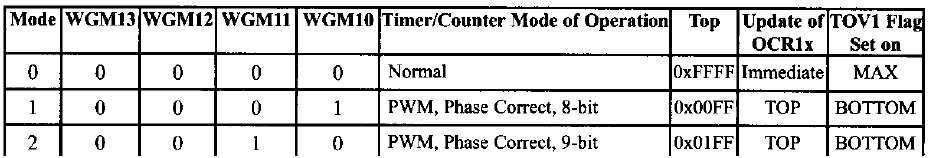 Mode WGM13 WGM12 WGM11 WGM10 Timer/Counter Mode of Operation Top Update of OCR1x TOV1 Flag Set on
0 0 0 0 0 Normal 0xFFFF Immediate MAX
1 0 0 0 1 PWM, Phase Correct, 8-bit 0x00FF TOP BOTTOM
2 0 0 1 0 PWM, Phase Correct, 9-bit 0x01FF TOP BOTTOM